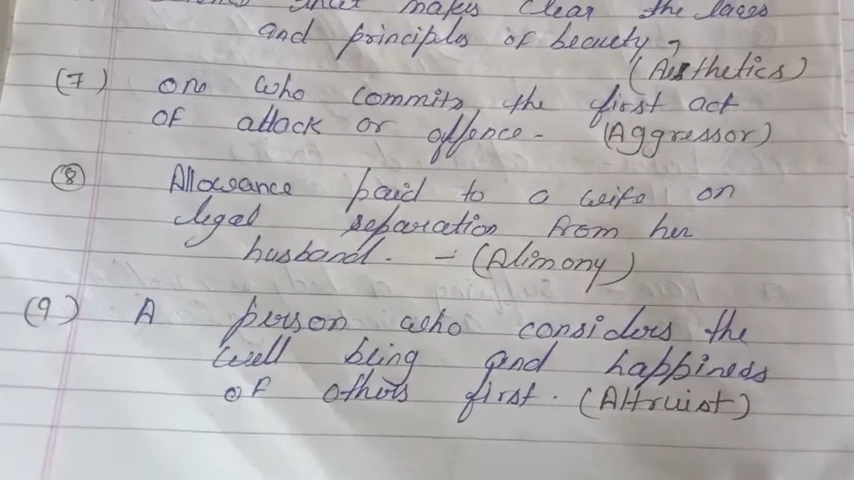 that makes clear the laws
and principles of beauety →
(Aesthetics)
(7) one who commits the first act
of attack or offence - (Aggressor)
(8) Allowance paid to a wife on
legal separation from her
husband. - (Alimony)
(9) A person who considers the
well being and happiness
of others first. (Altruist)